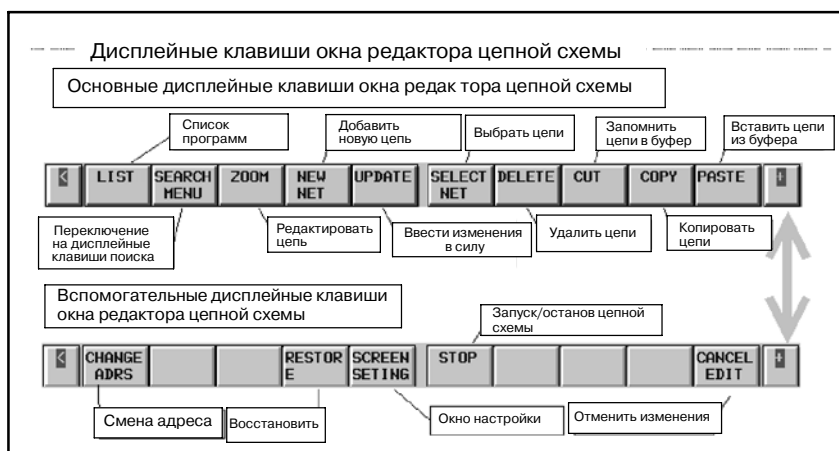 Дисплейные клавиши окна редактора цепной схемы
Основные дисплейные клавиши окна редак тора цепной схемы
Список
программ
Добавить
новую цепь
Выбрать цепи
Запомнить
цепи в буфер
Вставить цепи
из буфера
<
LIST
SEARCH
MENU
ZOOM
NEW
NET
UPDATE
SELECT
NET
DELETE
CUT
COPY
PASTE
+
Переключение
на дисплейные
клавиши поиска
Редактировать
цепь
Ввести изменения
в силу
Удалить цепи
Копировать
цепи
Вспомогательные дисплейные клавиши
окна редактора цепной схемы
Запуск/останов цепной
схемы
<
CHANGE
ADRS
RESTOR
E
SCREEN
SETING
STOP
CANCEL
EDIT
+
Смена адреса
Восстановить
Окно настройки
Отменить изменения